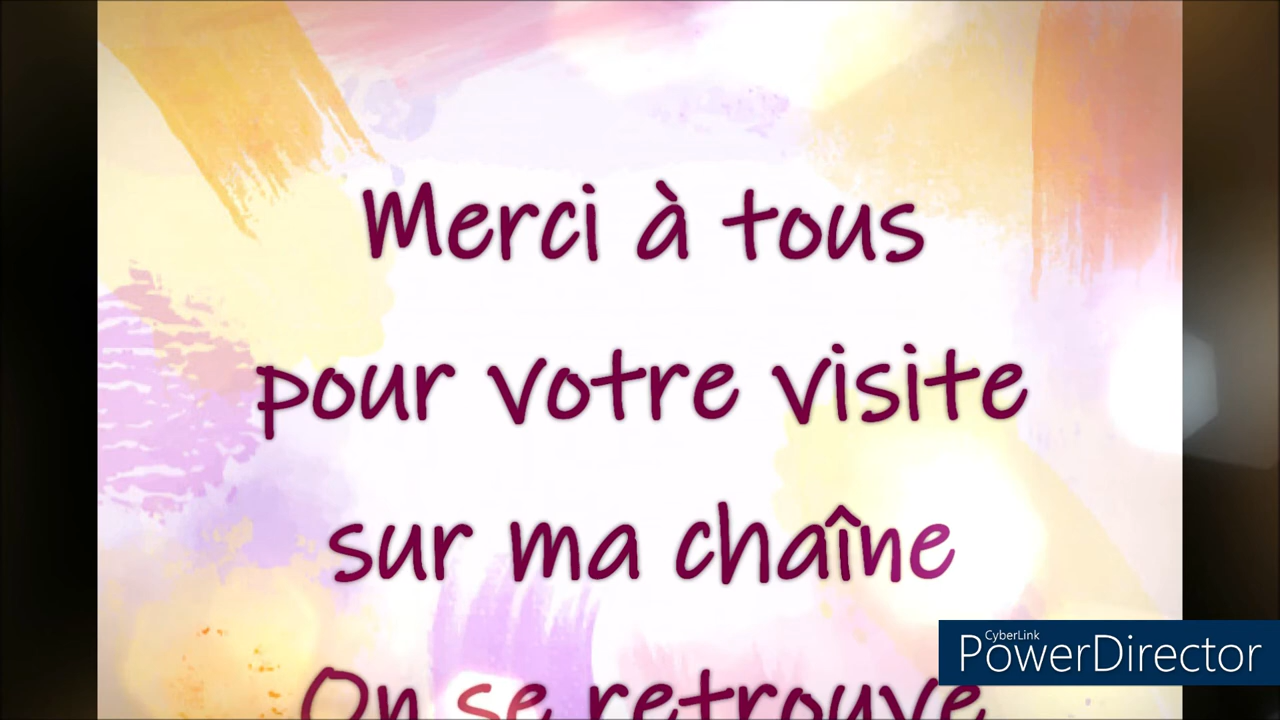 Merci à tous
pour votre visite
sur ma chaîne
On se retrouve
CyberLink
PowerDirector